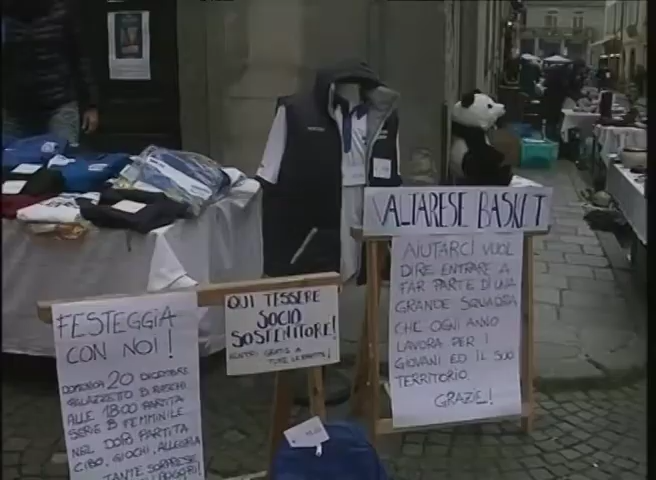 FESTEGGIA
CON NOI!
DOMENICA 20 DICEMBRE
ALLE 18:00 PARTITA
SERIE B FEMMINILE
NEL DOPO PARTITA
CIBO, GIOCHI, ALLEGRIA
TANTE SORPRESE
QUI TESSERE
SOCIO
SOSTENITORE!
VALTARESE BASKET
AIUTARCI VUOL
DIRE ENTRARE A
FAR PARTE DI UNA
GRANDE SQUADRA
CHE OGNI ANNO
LAVORA PER I
GIOVANI ED IL SUO
TERRITORIO.
GRAZIE!